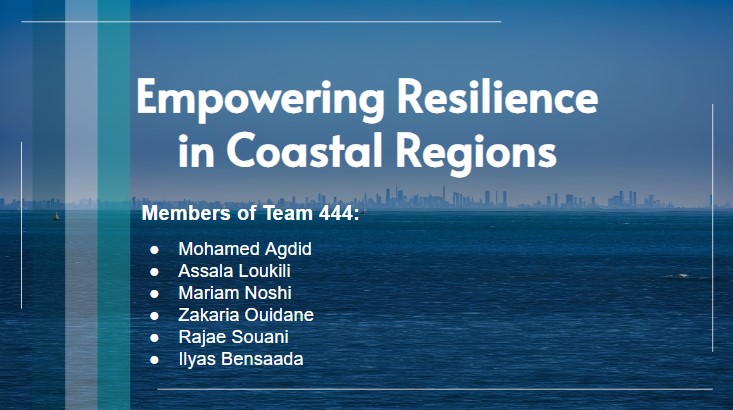 Empowering Resilience
in Coastal Regions
Members of Team 444:
● Mohamed Agdid
● Assala Loukili
● Mariam Noshi
● Zakaria Ouidane
● Rajae Souani
● Ilyas Bensaada